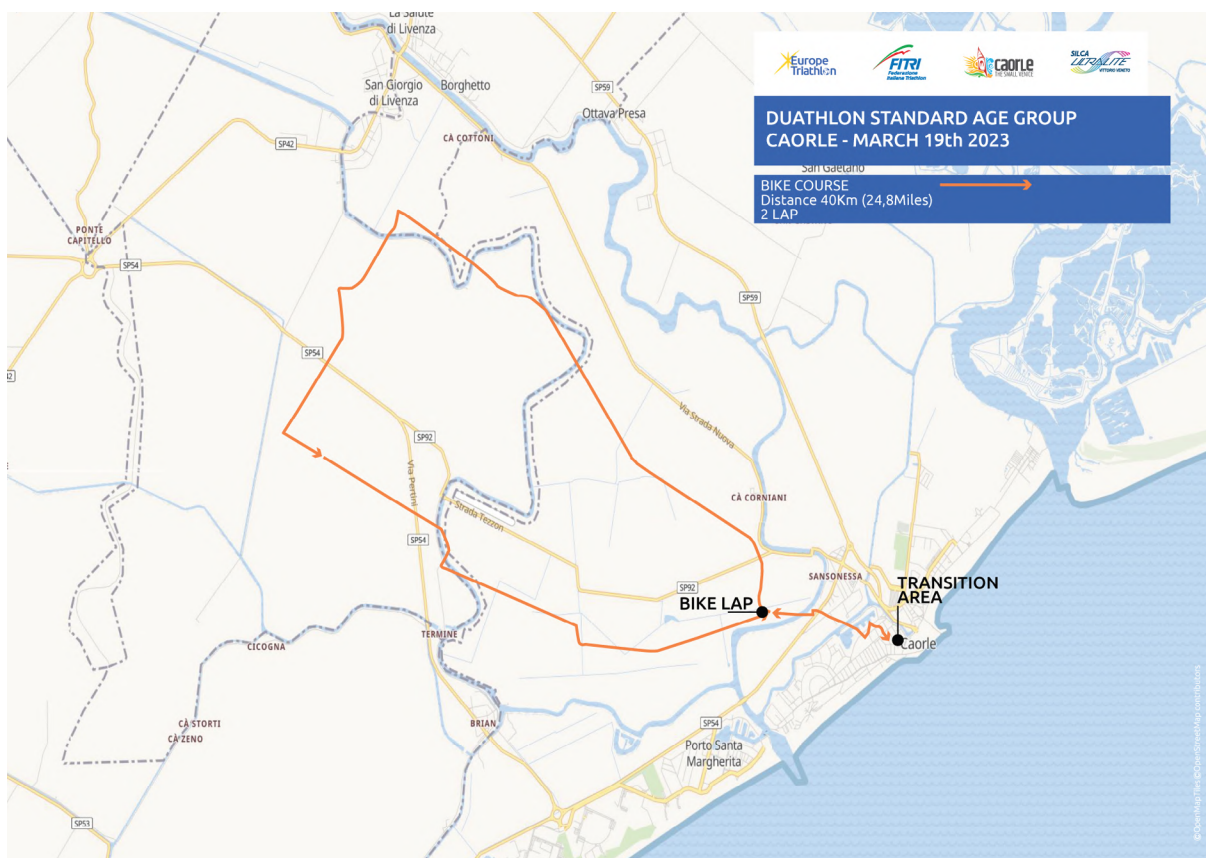 La Salute
di Livenza
San Giorgio
di Livenza
Borghetto
SP59
Ottava Presa
CÀ COTTONI
SP42
Europe
Triathlon
FITRI
Federazione
Italiana Triathlon
caorle
THE SMALL VENICE
SILCA
ULTRALITE
VITTORIO VENETO
DUATHLON STANDARD AGE GROUP
CAORLE - MARCH 19th 2023
San Gaetano
BIKE COURSE
Distance 40Km (24,8Miles)
2 LAP
PONTE
CAPITELLO
SP54
SP59
SP54
42
SP92
Via Strada Nuova
Via Pertini
Strada Tezzon
CÀ CORNIANI
SP54
SP92
SANSONESSA
TRANSITION
AREA
BIKE LAP
Caorle
TERMINE
CICOGNA
CÀ STORTI
CÀ ZENO
BRIAN
SP54
Porto Santa
Margherita
SP53
©OpenMapTiles ©OpenStreetMap contributors